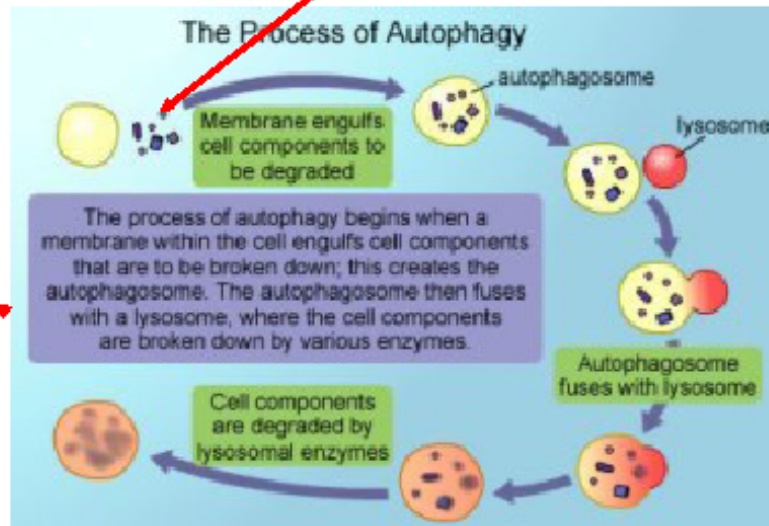 The Process of Autophagy
autophagosome
Membrane engulfs
cell components to
be degraded
lysosome
The process of autophagy begins when a
membrane within the cell engulfs cell components
that are to be broken down; this creates the
autophagosome. The autophagosome then fuses
with a lysosome, where the cell components
are broken down by various enzymes.
Autophagosome
fuses with lysosome
Cell components
are degraded by
lysosomal enzymes